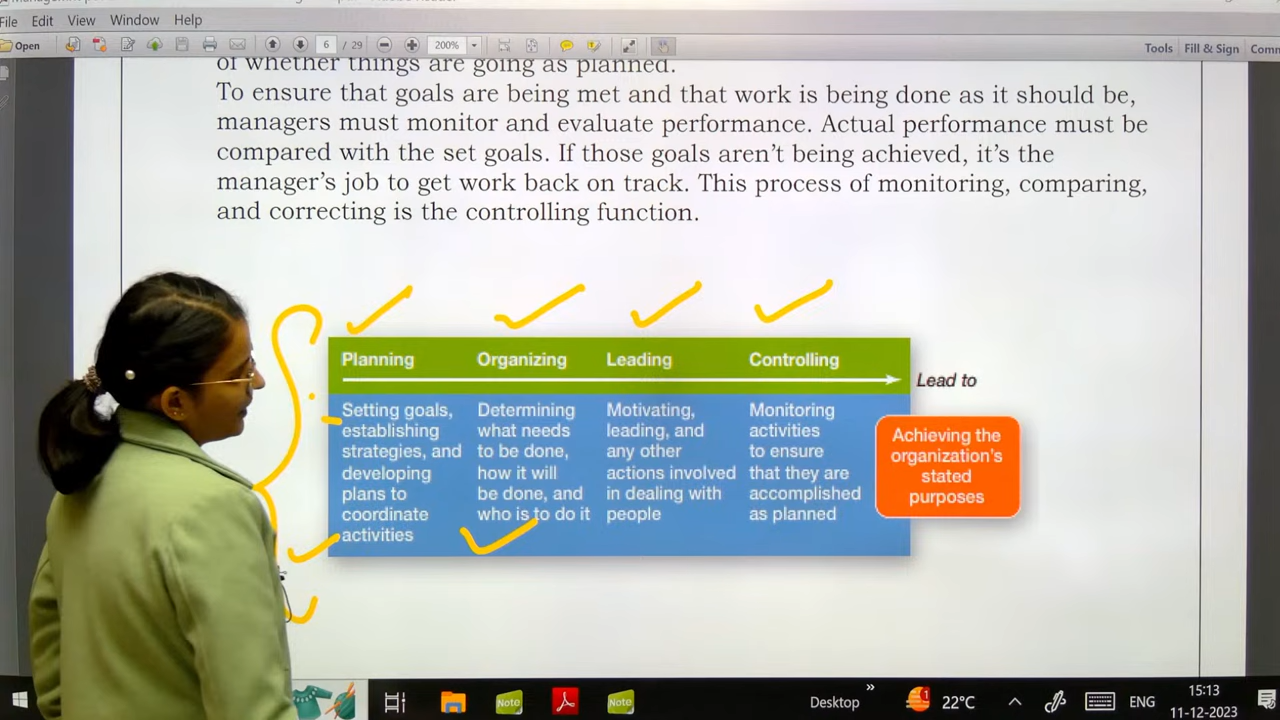 File Edit View Window Help
Open 6 / 29 200% Tools Fill & Sign
of whether things are going as planned.
To ensure that goals are being met and that work is being done as it should be,
managers must monitor and evaluate performance. Actual performance must be
compared with the set goals. If those goals aren't being achieved, it's the
manager's job to get work back on track. This process of monitoring, comparing,
and correcting is the controlling function.
Planning
Organizing
Leading
Controlling
Lead to
Setting goals,
establishing
strategies, and
developing
plans to
coordinate
activities
Determining
what needs
to be done,
how it will
be done, and
who is to do it
Motivating,
leading, and
any other
actions involved
in dealing with
people
Monitoring
activities
to ensure
that they are
accomplished
as planned
Achieving the
organization's
stated
purposes
Note
Note
Desktop
1
22°C
ENG
15:13
11-12-2023